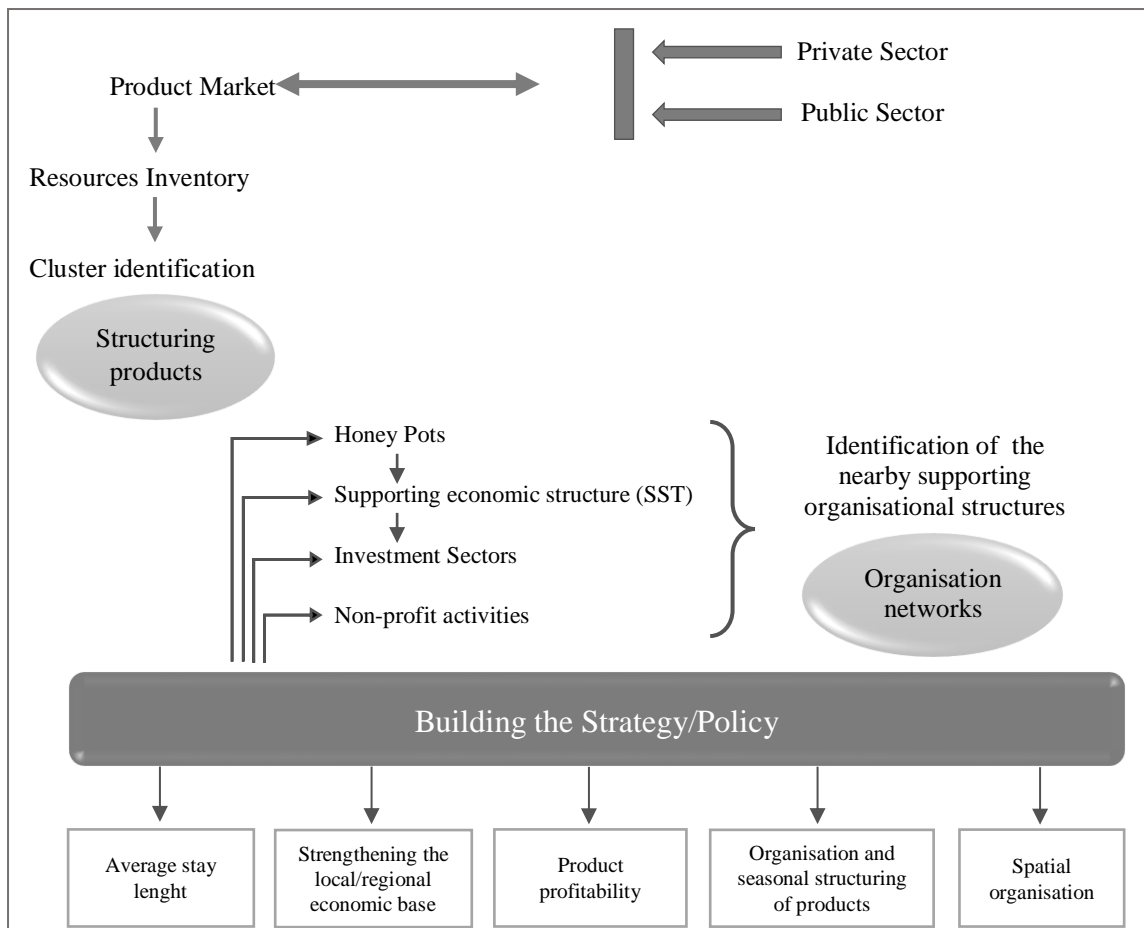 Private Sector
Product Market
Public Sector
Resources Inventory
Cluster identification
Structuring
products
Honey Pots
Supporting economic structure (SST)
Investment Sectors
Non-profit activities
Identification of the
nearby supporting
organisational structures
Organisation
networks
Building the Strategy/Policy
Average stay
lenght
Strengthening the
local/regional
economic base
Product
profitability
Organisation and
seasonal structuring
of products
Spatial
organisation